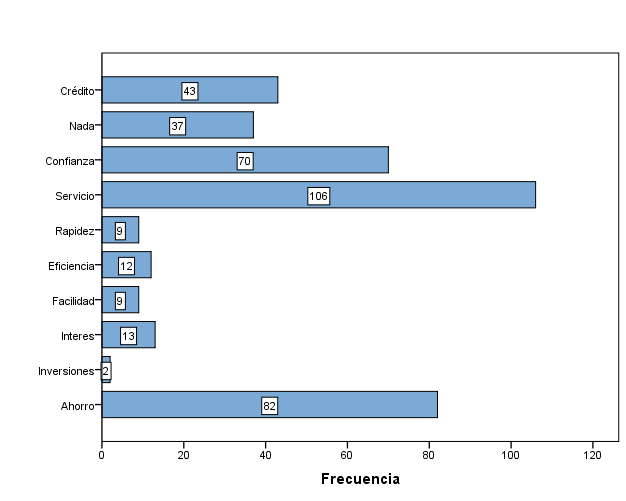 Crédito 43
Nada 37
Confianza 70
Servicio 106
Rapidez 9
Eficiencia 12
Facilidad 9
Interes 13
Inversiones 2
Ahorro 82
0 20 40 60 80 100 120
Frecuencia